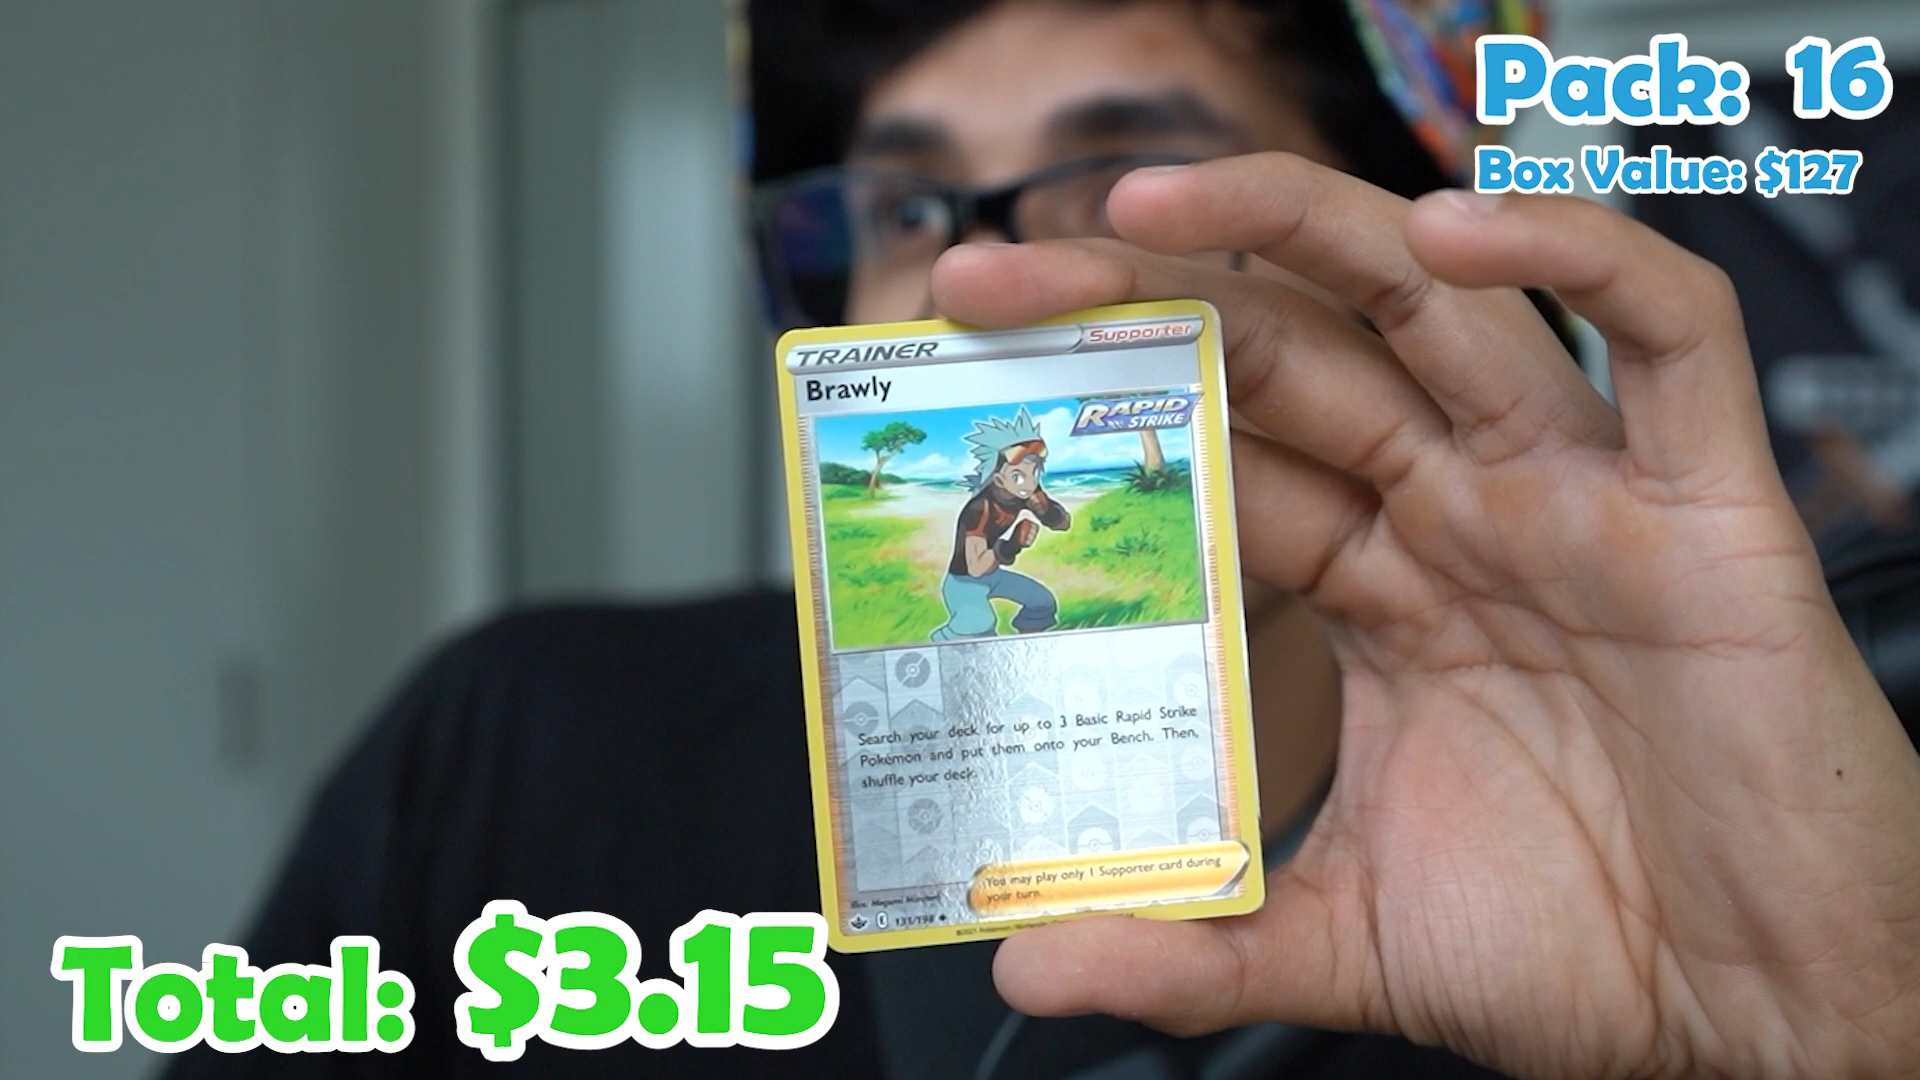 Pack: 16
Box Value: $127
TRAINER
Supporter
Brawly
RAPID
STRIKE
Search your deck for up to 3 Basic Rapid Strike
Pokémon and put them onto your Bench. Then,
shuffle your deck.
You may play only 1 Supporter card during
your turn.
E
131/198
Total: $3.15